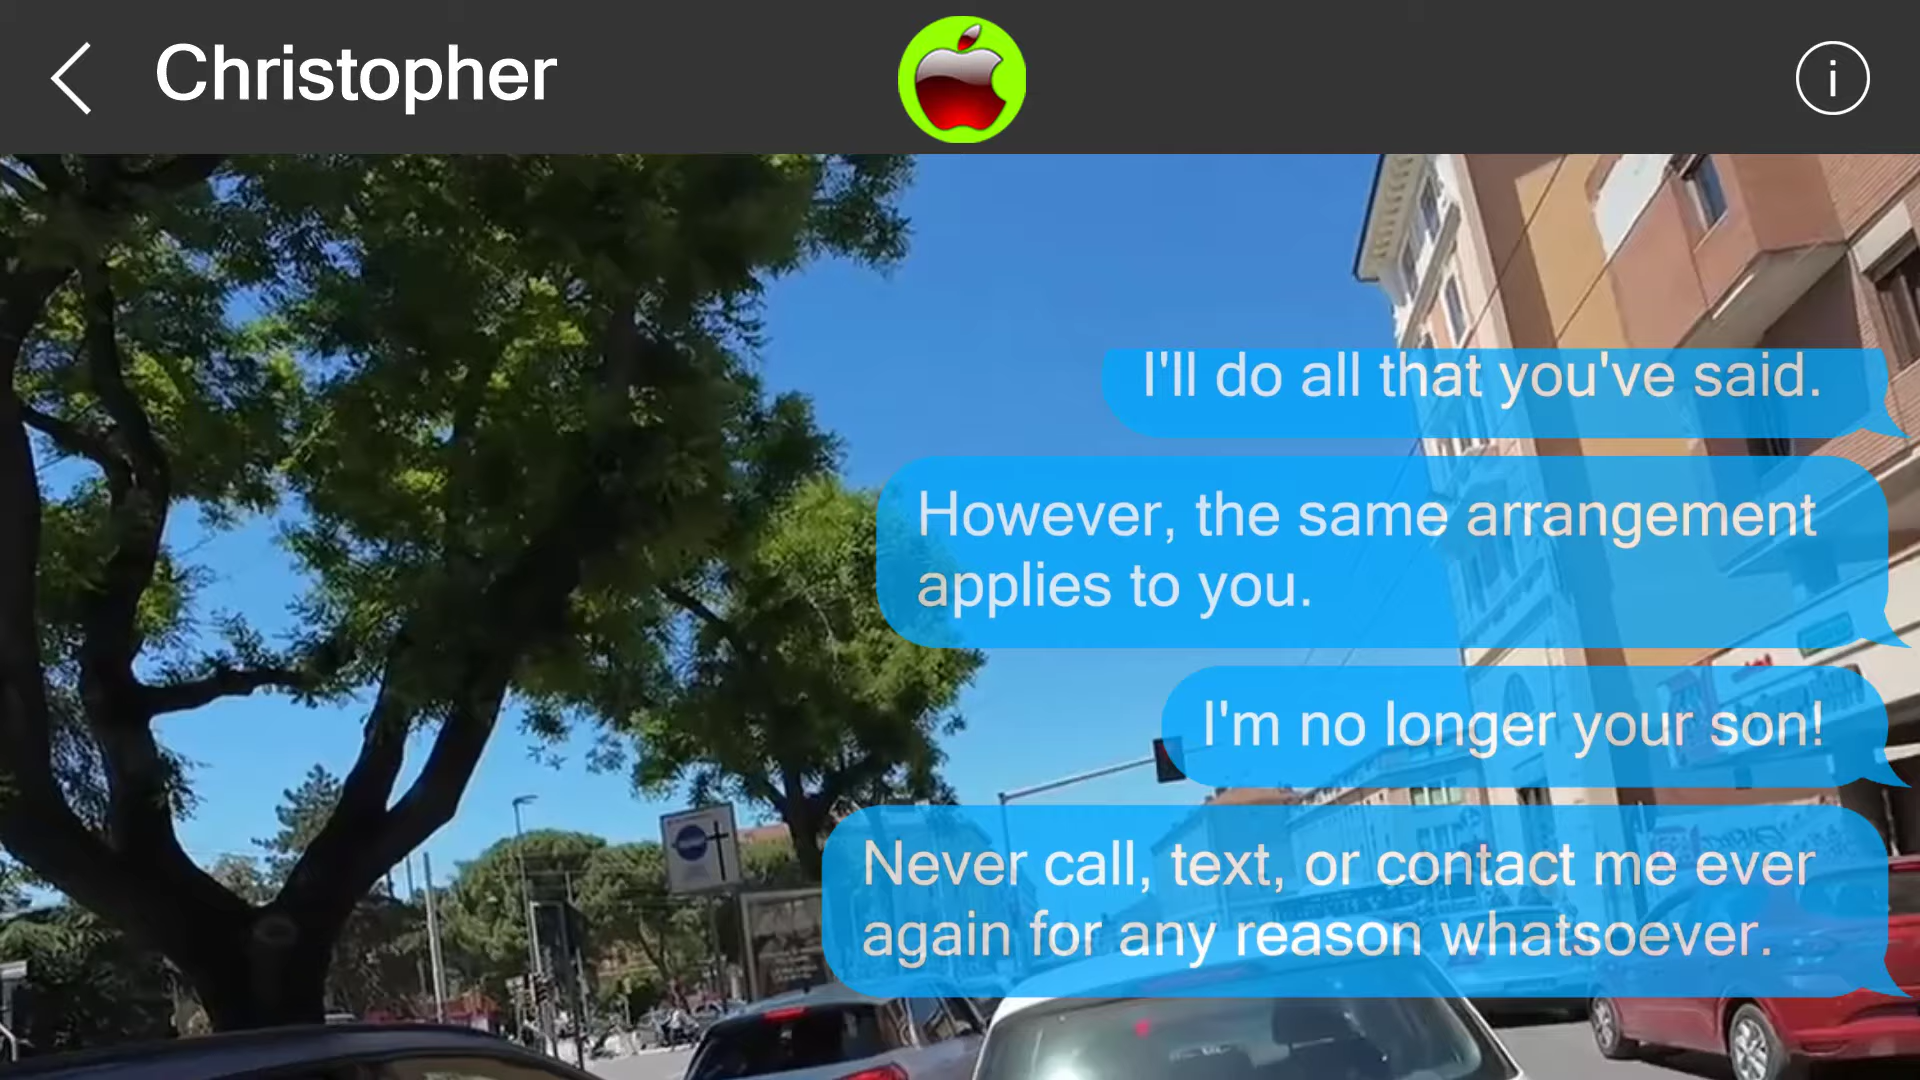 Christopher
i
I'll do all that you've said.
However, the same arrangement
applies to you.
I'm no longer your son!
Never call, text, or contact me ever
again for any reason whatsoever.